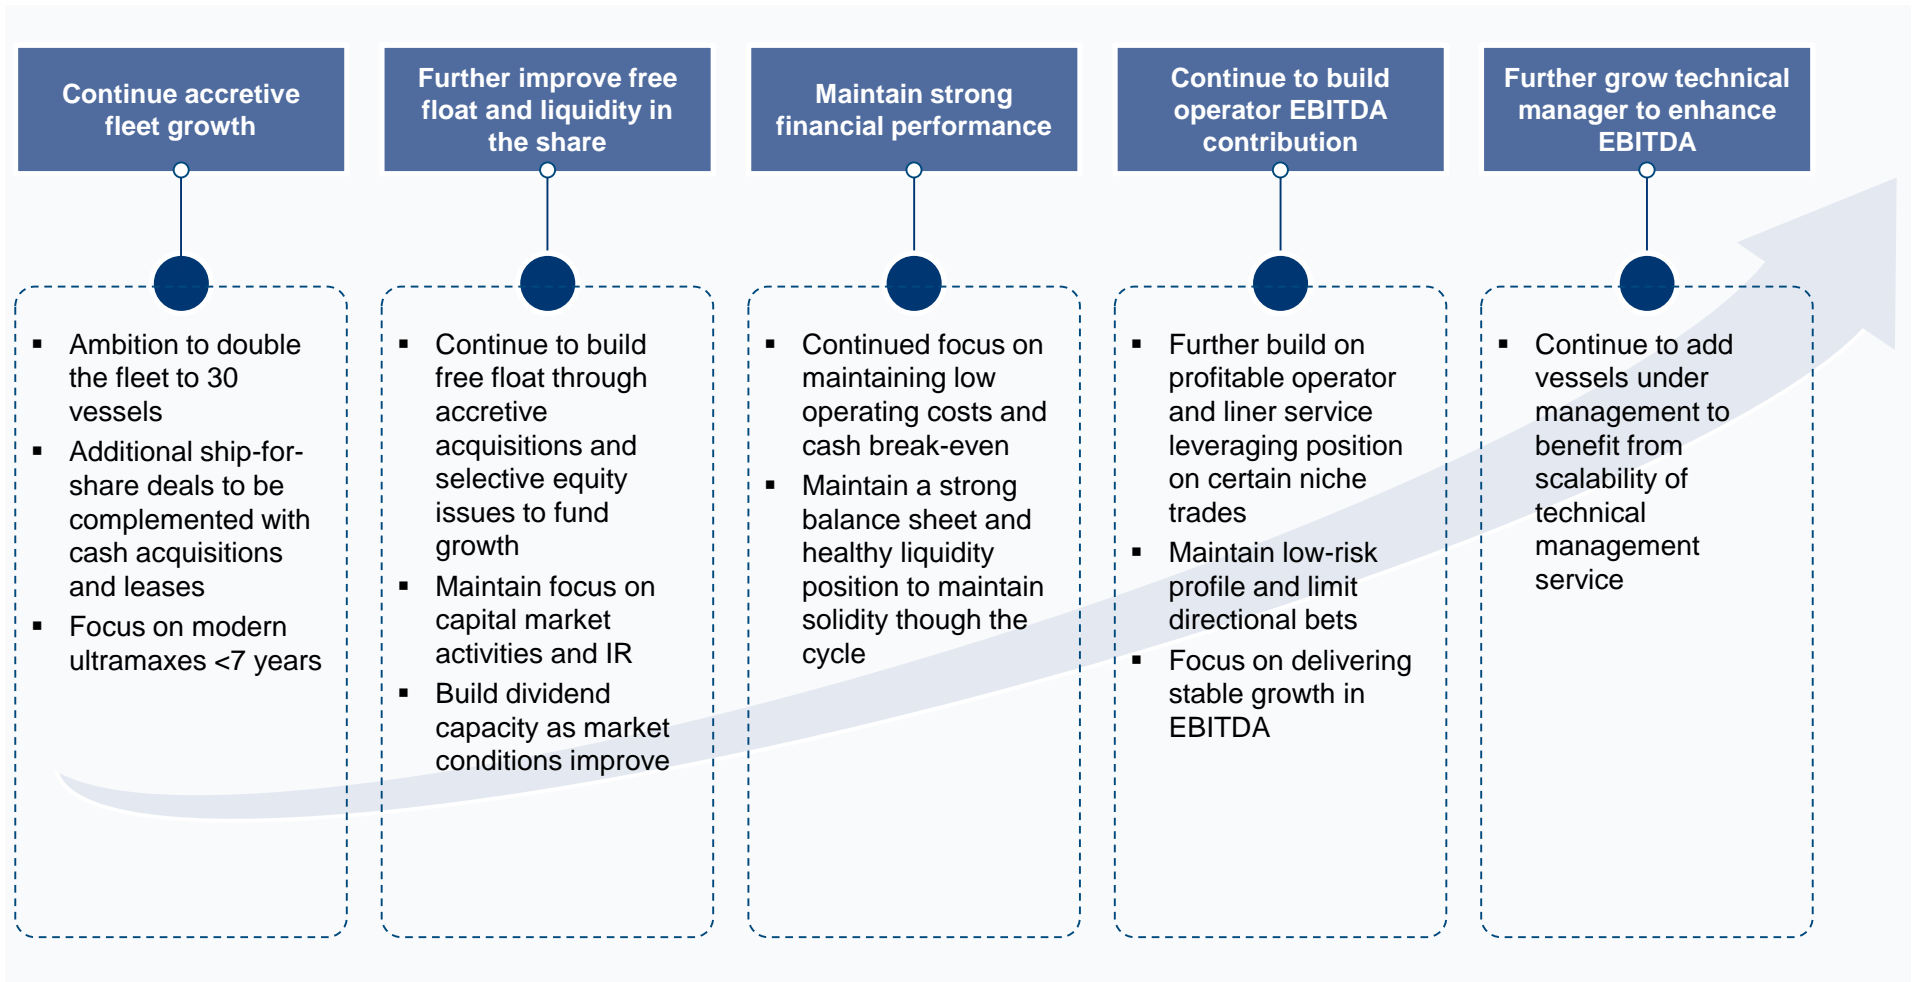 Continue accretive
fleet growth
Further improve free
float and liquidity in
the share
Maintain strong
financial performance
Continue to build
operator EBITDA
contribution
Further grow technical
manager to enhance
EBITDA
▪ Ambition to double
the fleet to 30
vessels
▪ Additional ship-for-
share deals to be
complemented with
cash acquisitions
and leases
▪ Focus on modern
ultramaxes <7 years
▪ Continue to build
free float through
accretive
acquisitions and
selective equity
issues to fund
growth
▪ Maintain focus on
capital market
activities and IR
▪ Build dividend
capacity as market
conditions improve
▪ Continued focus on
maintaining low
operating costs and
cash break-even
▪ Maintain a strong
balance sheet and
healthy liquidity
position to maintain
solidity though the
cycle
▪ Further build on
profitable operator
and liner service
leveraging position
on certain niche
trades
▪ Maintain low-risk
profile and limit
directional bets
▪ Focus on delivering
stable growth in
EBITDA
▪ Continue to add
vessels under
management to
benefit from
scalability of
technical
management
service